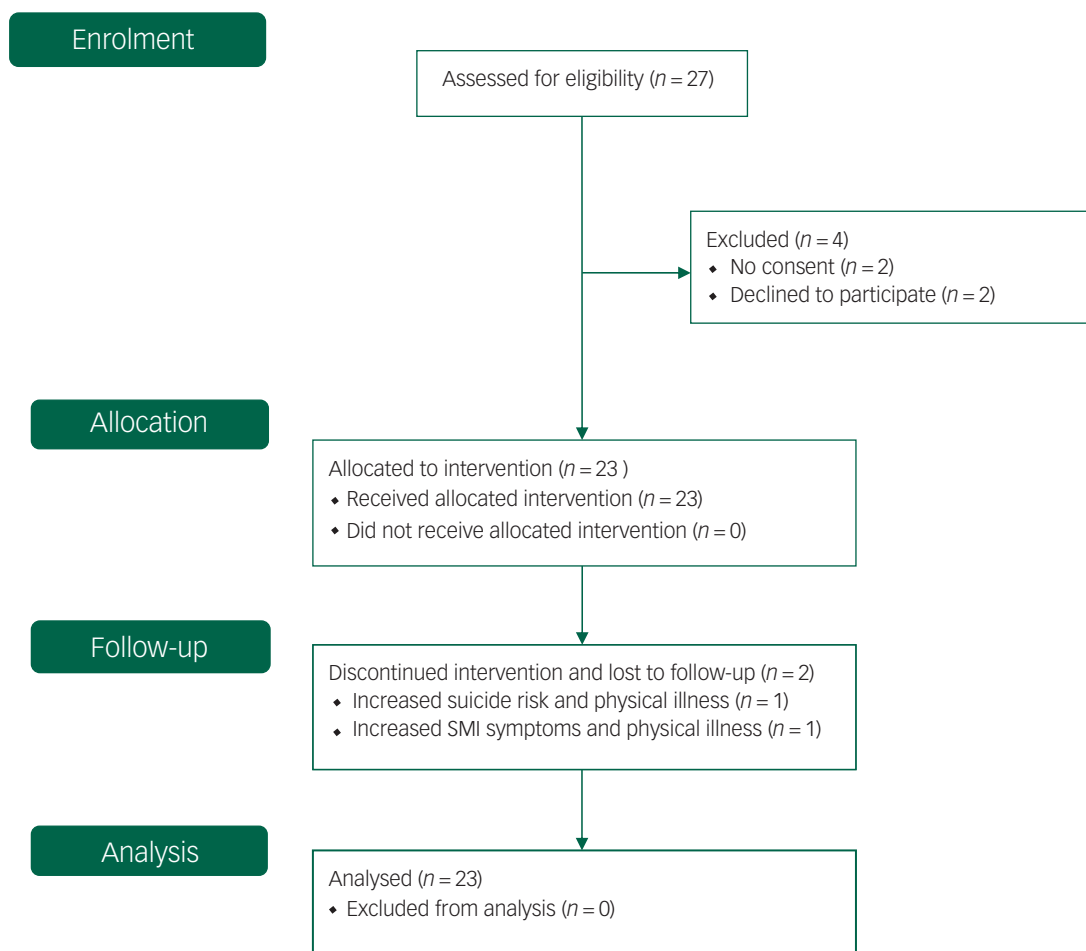 Enrolment
Assessed for eligibility (n = 27)
Excluded (n = 4)
⬥ No consent (n = 2)
⬥ Declined to participate (n = 2)
Allocation
Allocated to intervention (n = 23 )
⬥ Received allocated intervention (n = 23)
⬥ Did not receive allocated intervention (n = 0)
Follow-up
Discontinued intervention and lost to follow-up (n = 2)
⬥ Increased suicide risk and physical illness (n = 1)
⬥ Increased SMI symptoms and physical illness (n = 1)
Analysis
Analysed (n = 23)
⬥ Excluded from analysis (n = 0)